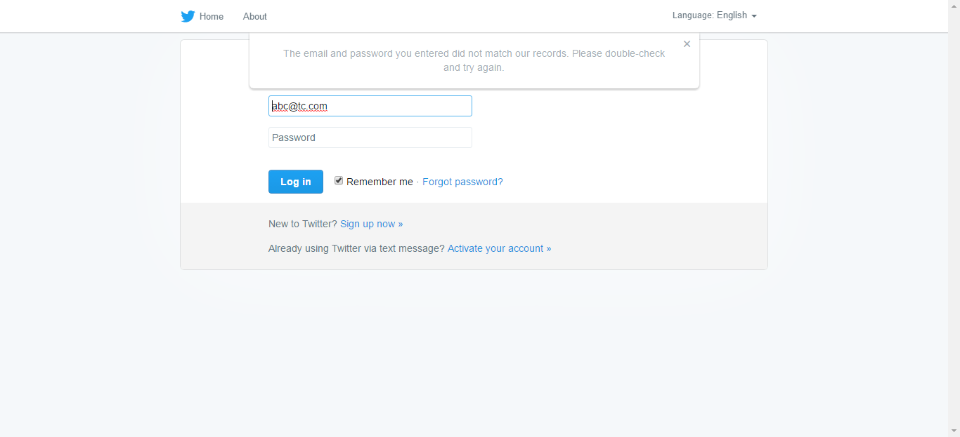 Home About Language: English
The email and password you entered did not match our records. Please double-check
and try again.
×
abc@tc.com
Password
Log in Remember me · Forgot password?
New to Twitter? Sign up now »
Already using Twitter via text message? Activate your account »